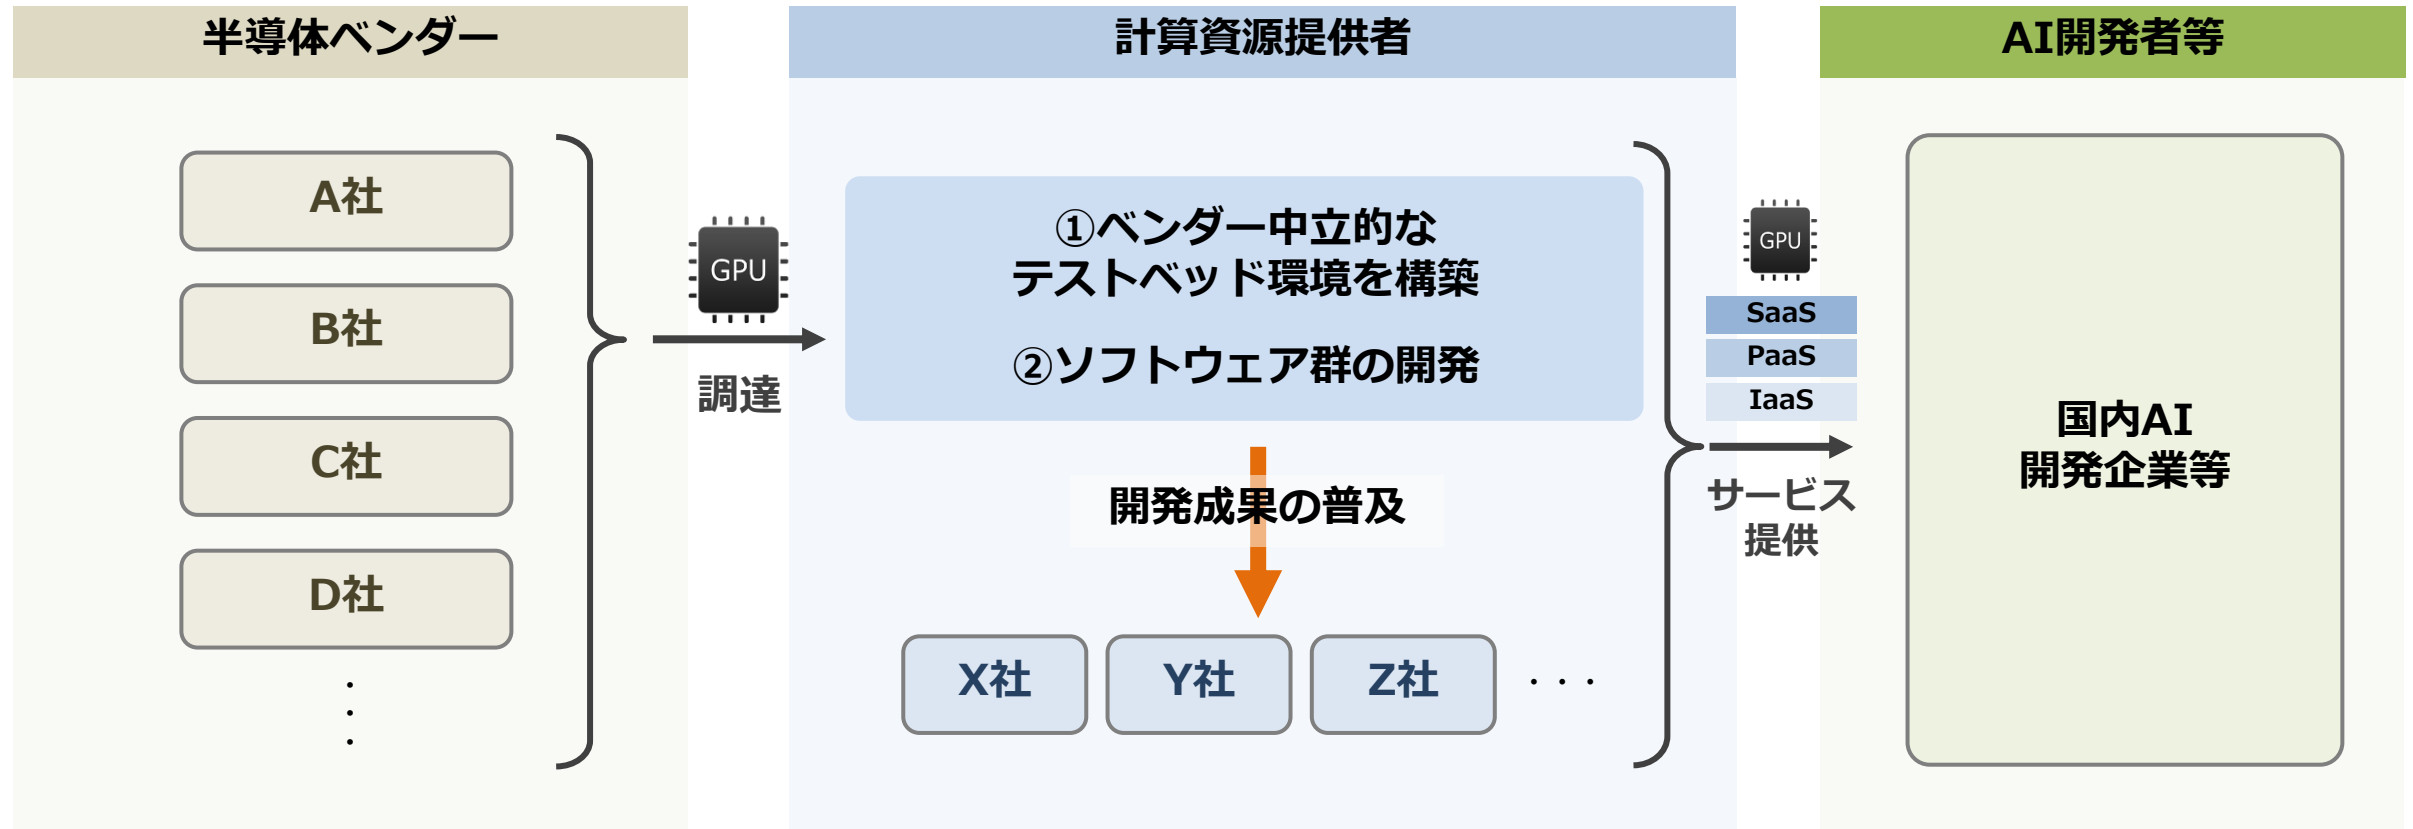 半導体ベンダー
A社
B社
C社
D社
・
・
・
GPU
調達
計算資源提供者
①ベンダー中立的な
テストベッド環境を構築
②ソフトウェア群の開発
開発成果の普及
X社
Y社
Z社
・・・
GPU
SaaS
PaaS
IaaS
サービス
提供
AI開発者等
国内AI
開発企業等